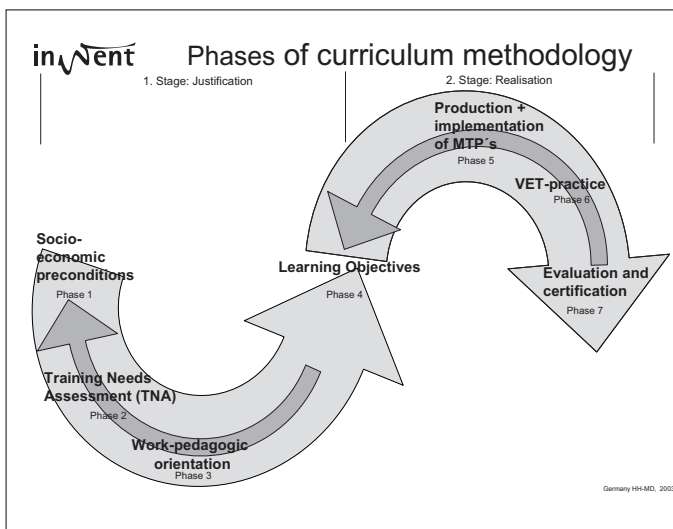 inwent
Phases of curriculum methodology
1. Stage: Justification
2. Stage: Realisation
Socio-
economic
preconditions
Phase 1
Training Needs
Assessment (TNA)
Phase 2
Work-pedagogic
orientation
Phase 3
Learning Objectives
Phase 4
Production +
implementation
of MTP´s
Phase 5
VET-practice
Phase 6
Evaluation and
certification
Phase 7
Germany HH-MD, 2003